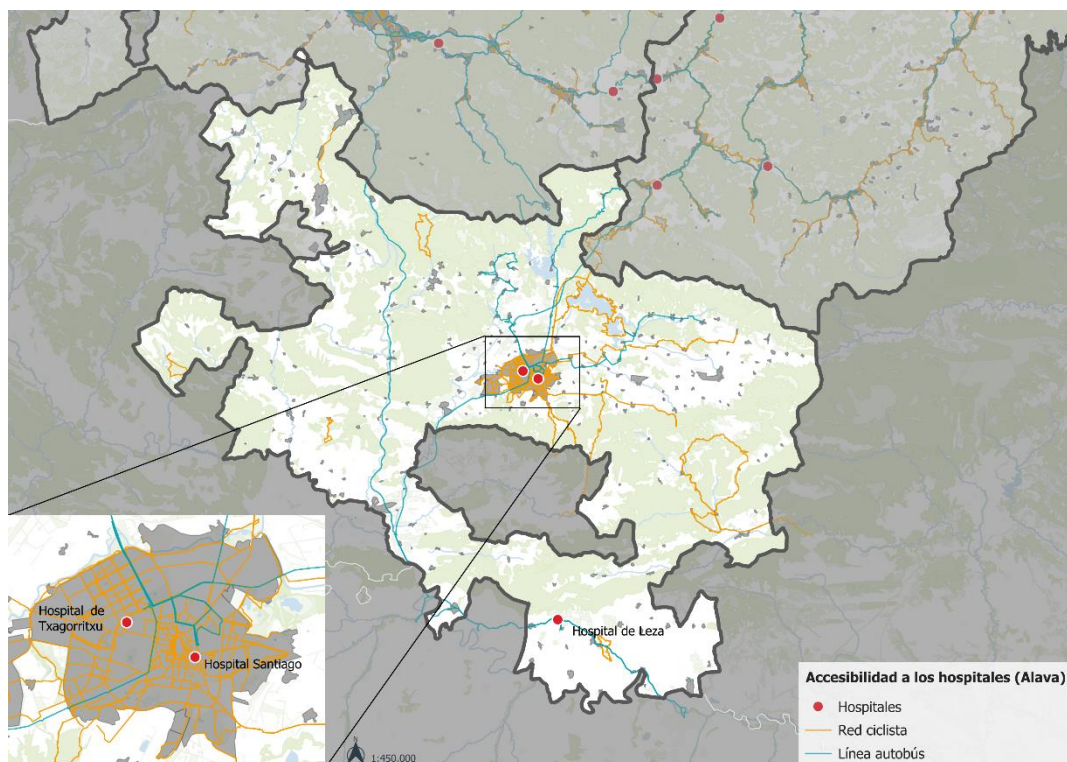 Hospital de
Txagorritxu
Hospital Santiago
Hospital de Leza
N
1:450.000
Accesibilidad a los hospitales (Alava)
Hospitales
Red ciclista
Línea autobús